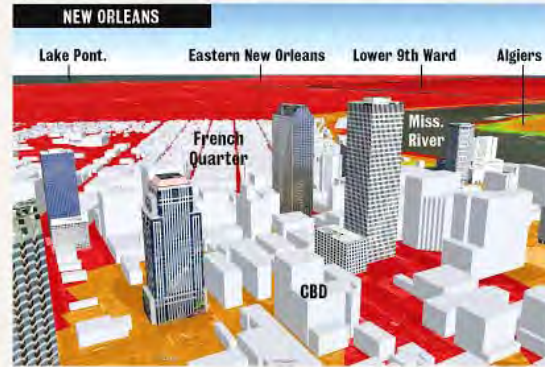 NEW ORLEANS
Lake Pont.
Eastern New Orleans
Lower 9th Ward
Algiers
French
Quarter
Miss.
River
CBD